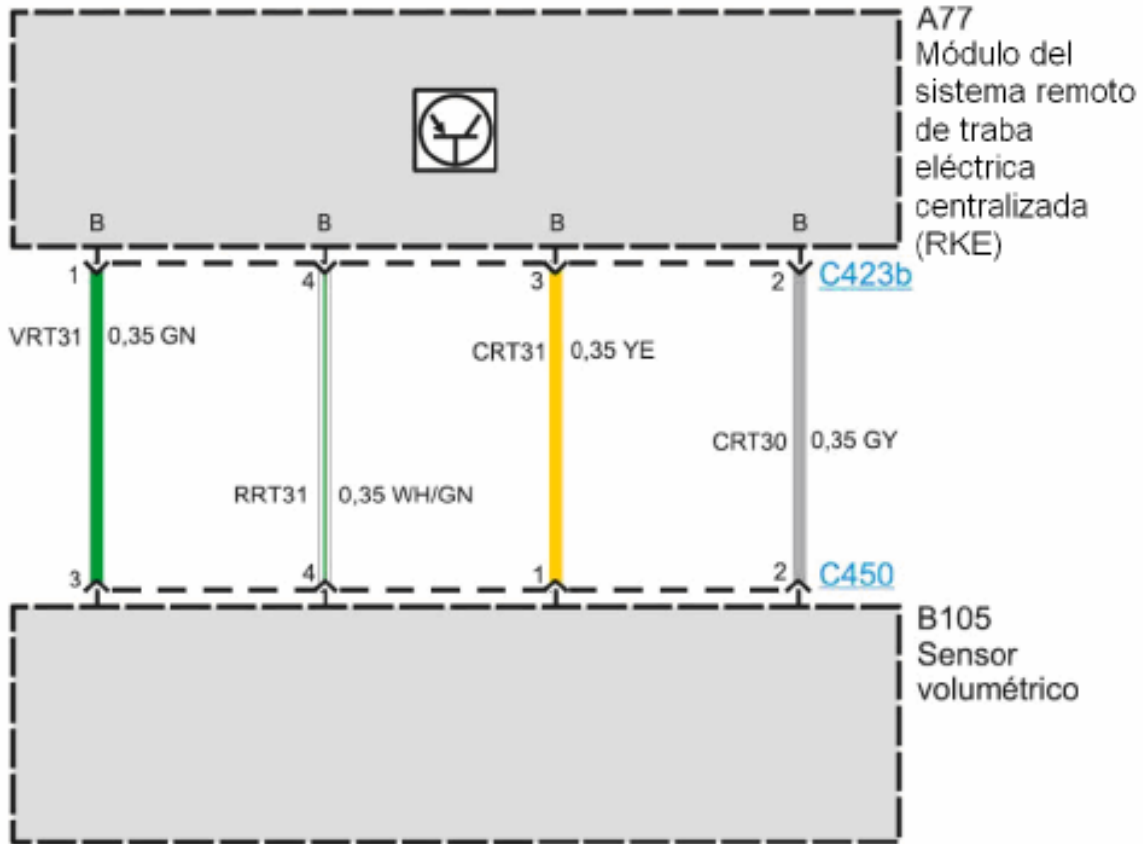 A77
Módulo del
sistema remoto
de traba
eléctrica
centralizada
(RKE)
B B B B
1 4 3 2 C423b
VRT31 0,35 GN
CRT31 0,35 YE
CRT30 0,35 GY
RRT31 0,35 WH/GN
3 4 1 2 C450
B105
Sensor
volumétrico